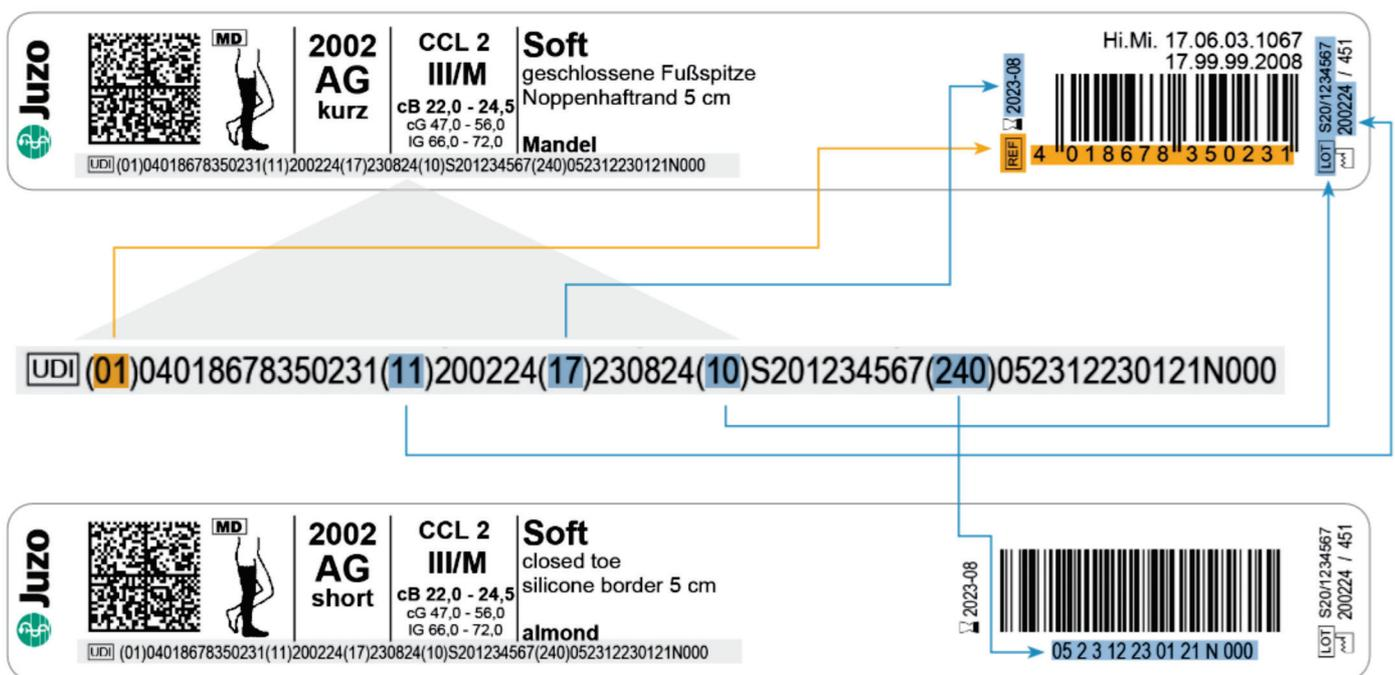 Juzo
MD
2002
AG
kurz
CCL 2
III/M
cB 22,0 - 24,5
cG 47,0 - 56,0
IG 66,0 - 72,0
Soft
geschlossene Fußspitze
Noppenhaftrand 5 cm
Mandel
UDI (01)04018678350231(11)200224(17)230824(10)S201234567(240)052312230121N000
2023-08
REF
Hi.Mi. 17.06.03.1067
17.99.99.2008
4 018678 350231
LOT S20/1234567
200224 / 451
UDI (01)04018678350231(11)200224(17)230824(10)S201234567(240)052312230121N000
Juzo
MD
2002
AG
short
CCL 2
III/M
cB 22,0 - 24,5
cG 47,0 - 56,0
IG 66,0 - 72,0
Soft
closed toe
silicone border 5 cm
almond
UDI (01)04018678350231(11)200224(17)230824(10)S201234567(240)052312230121N000
2023-08
05 2 3 12 23 01 21 N 000
LOT S20/1234567
200224 / 451